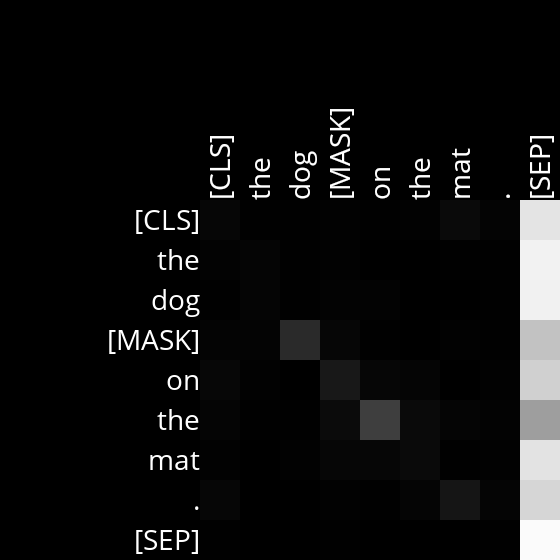 [CLS] the dog [MASK] on the mat . [SEP]
[CLS]
the
dog
[MASK]
on
the
mat
.
[SEP]